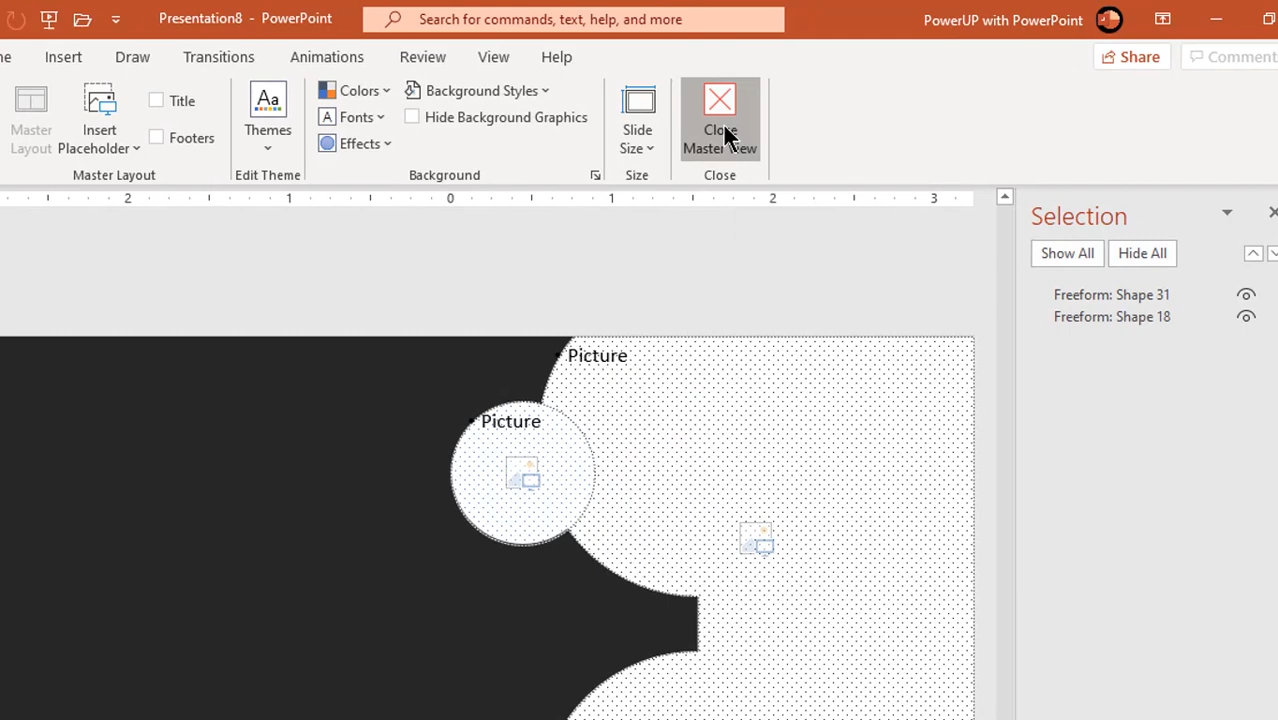 Presentation8 - PowerPoint
Search for commands, text, help, and more
PowerUP with PowerPoint
Insert Draw Transitions Animations Review View Help
Share
Master
Layout
Insert
Placeholder
Title
Footers
Themes
Colors
Fonts
Effects
Background Styles
Hide Background Graphics
Slide
Size
Close
Master View
Master Layout
Edit Theme
Background
Size
Close
2 1 0 1 2 3
Selection
Show All
Hide All
Freeform: Shape 31
Freeform: Shape 18
• Picture
• Picture